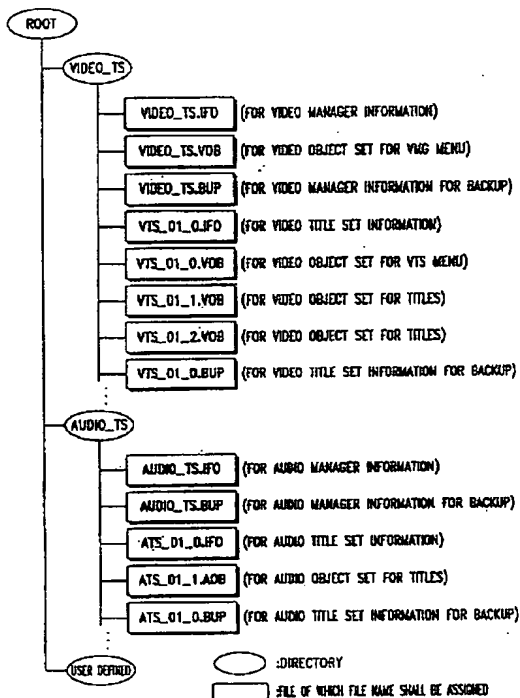 ROOT
VIDEO_TS
VIDEO_TS.IFO (FOR VIDEO MANAGER INFORMATION)
VIDEO_TS.VOB (FOR VIDEO OBJECT SET FOR VMG MENU)
VIDEO_TS.BUP (FOR VIDEO MANAGER INFORMATION FOR BACKUP)
VTS_01_0.IFO (FOR VIDEO TITLE SET INFORMATION)
VTS_01_0.VOB (FOR VIDEO OBJECT SET FOR VTS MENU)
VTS_01_1.VOB (FOR VIDEO OBJECT SET FOR TITLES)
VTS_01_2.VOB (FOR VIDEO OBJECT SET FOR TITLES)
VTS_01_0.BUP (FOR VIDEO TITLE SET INFORMATION FOR BACKUP)
AUDIO_TS
AUDIO_TS.IFO (FOR AUDIO MANAGER INFORMATION)
AUDIO_TS.BUP (FOR AUDIO MANAGER INFORMATION FOR BACKUP)
ATS_01_0.IFO (FOR AUDIO TITLE SET INFORMATION)
ATS_01_1.AOB (FOR AUDIO OBJECT SET FOR TITLES)
ATS_01_0.BUP (FOR AUDIO TITLE SET INFORMATION FOR BACKUP)
USER DEFINED
:DIRECTORY
:FILE OF WHICH FILE NAME SHALL BE ASSIGNED